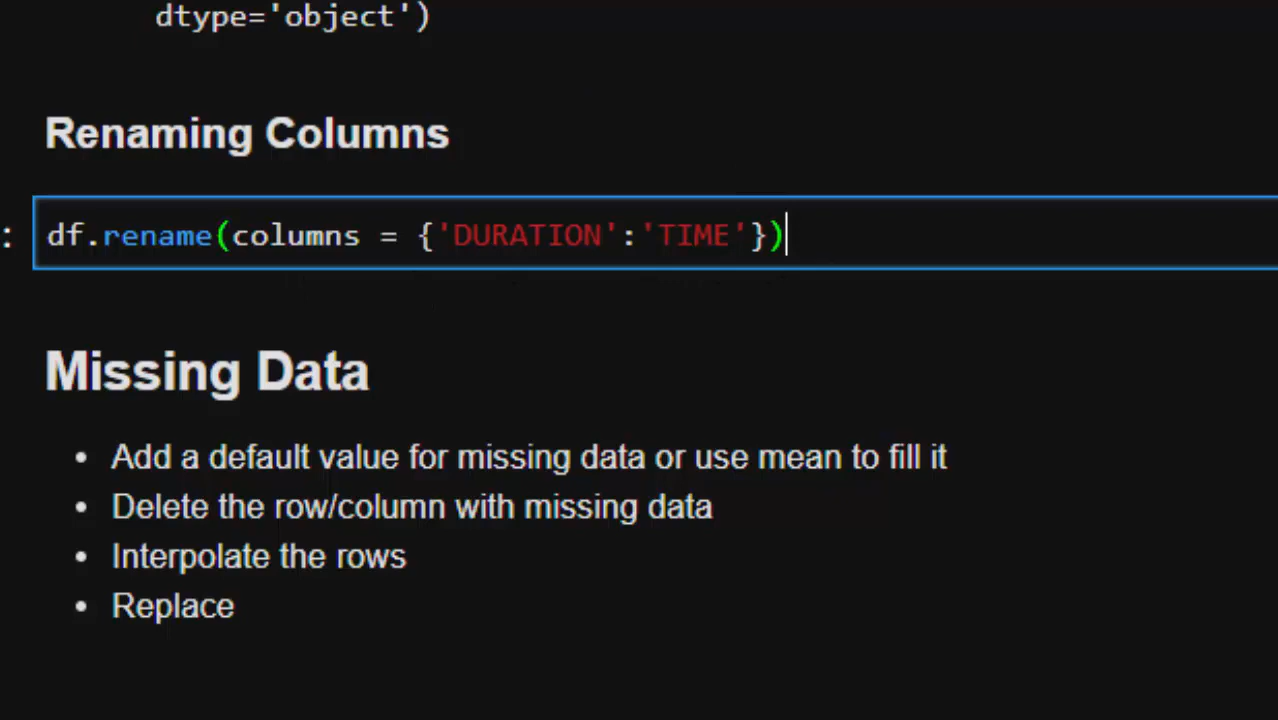 dtype='object')
Renaming Columns
: df.rename(columns = {'DURATION':'TIME'})
Missing Data
• Add a default value for missing data or use mean to fill it
• Delete the row/column with missing data
• Interpolate the rows
• Replace